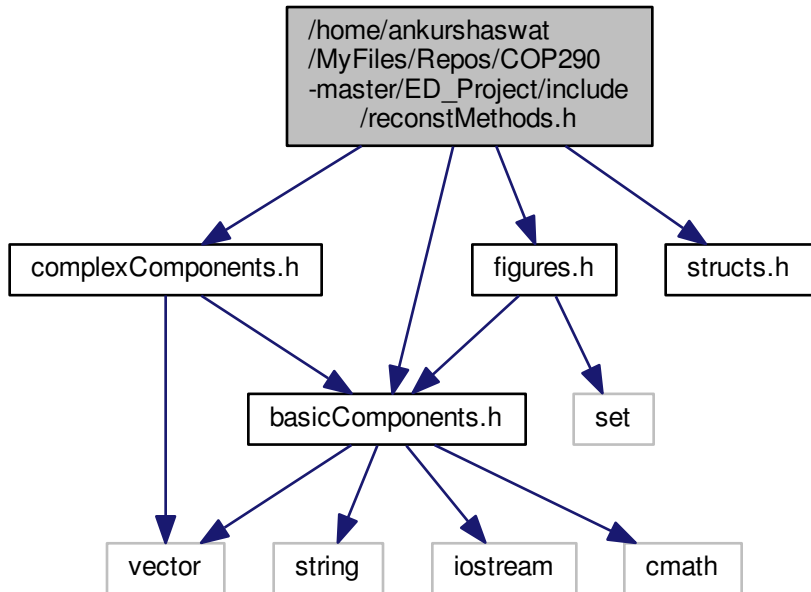 /home/ankurshaswat
/MyFiles/Repos/COP290
-master/ED_Project/include
/reconstMethods.h
complexComponents.h
figures.h
structs.h
basicComponents.h
set
vector
string
iostream
cmath